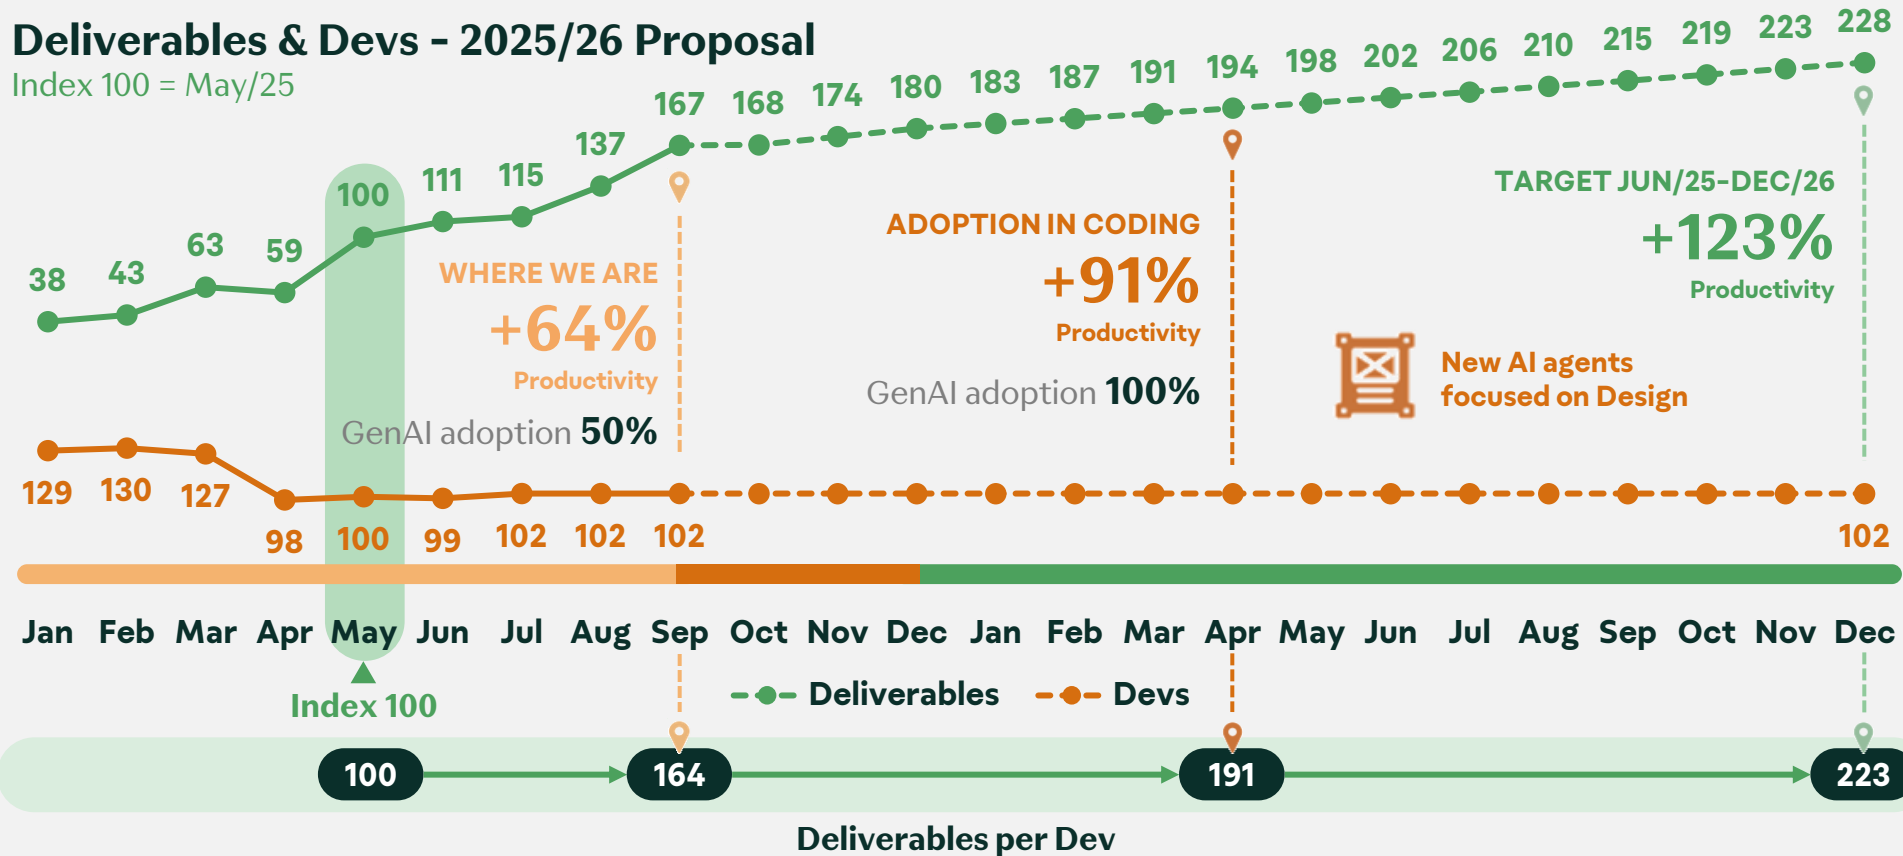 Deliverables & Devs - 2025/26 Proposal
Index 100 = May/25
38 43 63 59 100 111 115 137 167 168 174 180 183 187 191 194 198 202 206 210 215 219 223 228
WHERE WE ARE
+64%
Productivity
GenAI adoption 50%
ADOPTION IN CODING
+91%
Productivity
GenAI adoption 100%
TARGET JUN/25-DEC/26
+123%
Productivity
New AI agents
focused on Design
129 130 127 98 100 99 102 102 102 102
Jan Feb Mar Apr May Jun Jul Aug Sep Oct Nov Dec Jan Feb Mar Apr May Jun Jul Aug Sep Oct Nov Dec
Index 100
Deliverables Devs
100 164 191 223
Deliverables per Dev